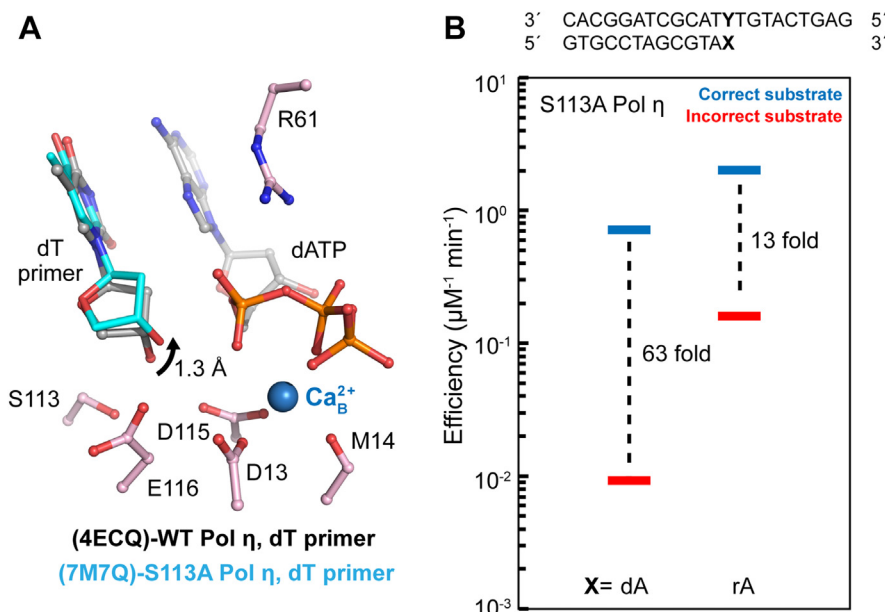 A
R61
dT
primer
dATP
1.3 Å
S113
Ca²⁺B
D115
M14
D13
E116
(4ECQ)-WT Pol η, dT primer
(7M7Q)-S113A Pol η, dT primer
B
3´ CACGGATCGCATYTGTACTGAG 5´
5´ GTGCCTAGCGTAX 3´
S113A Pol η
Correct substrate
Incorrect substrate
Efficiency (µM⁻¹ min⁻¹)
10¹
10⁰
10⁻¹
10⁻²
10⁻³
13 fold
63 fold
X= dA rA